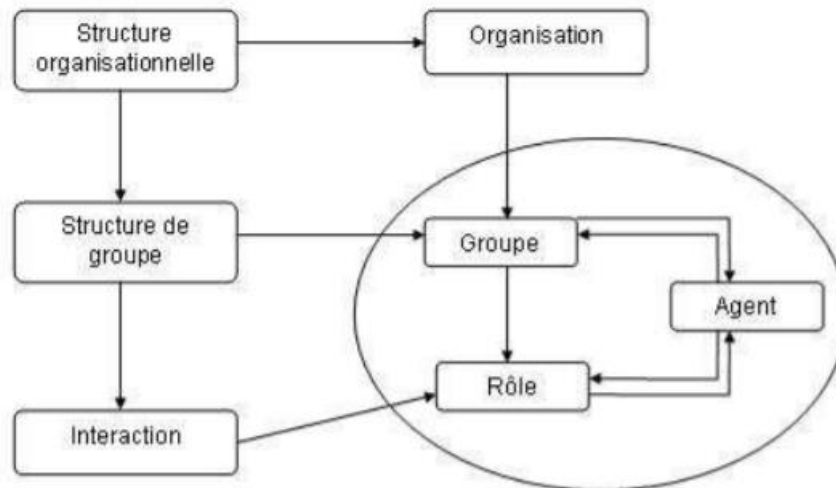 Structure
organisationnelle
Organisation
Structure de
groupe
Groupe
Agent
Rôle
Interaction